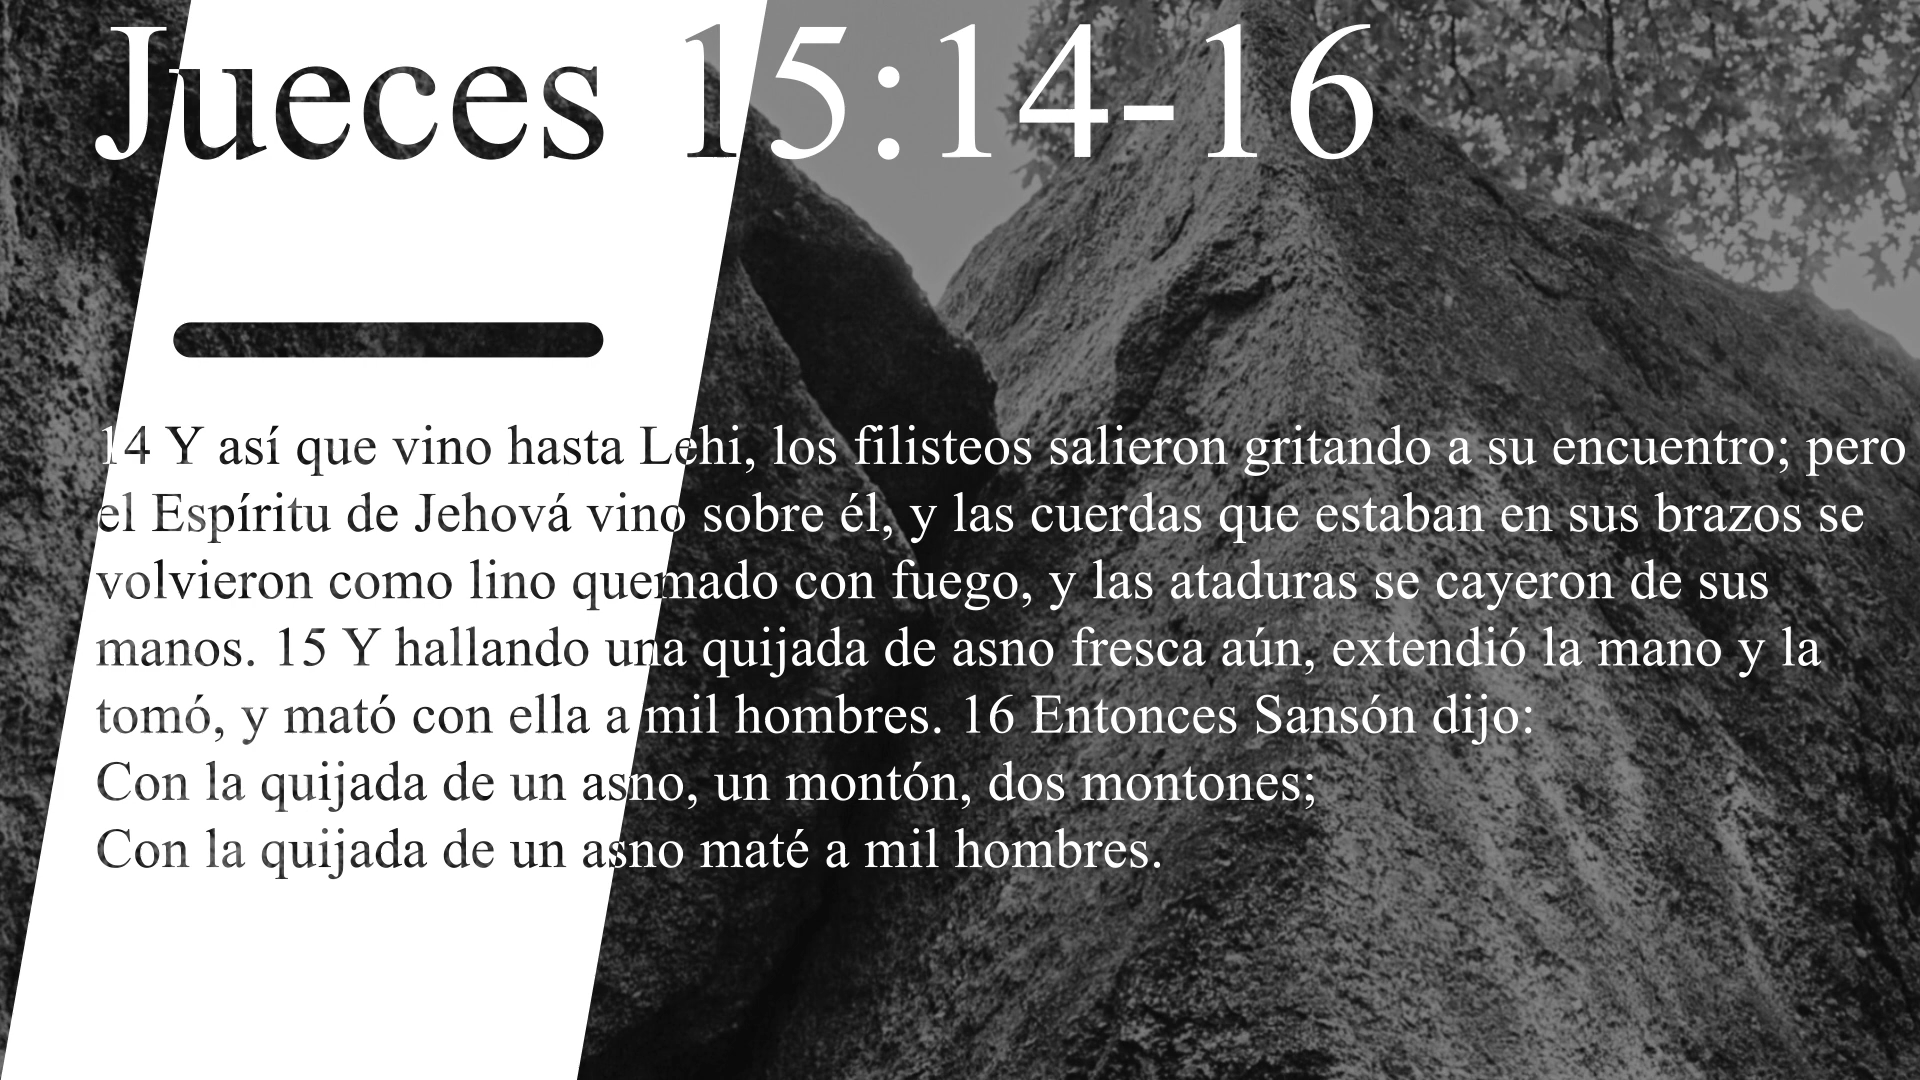 Jueces 15:14-16
14 Y así que vino hasta Lehi, los filisteos salieron gritando a su encuentro; pero
el Espíritu de Jehová vino sobre él, y las cuerdas que estaban en sus brazos se
volvieron como lino quemado con fuego, y las ataduras se cayeron de sus
manos. 15 Y hallando una quijada de asno fresca aún, extendió la mano y la
tomó, y mató con ella a mil hombres. 16 Entonces Sansón dijo:
Con la quijada de un asno, un montón, dos montones;
Con la quijada de un asno maté a mil hombres.